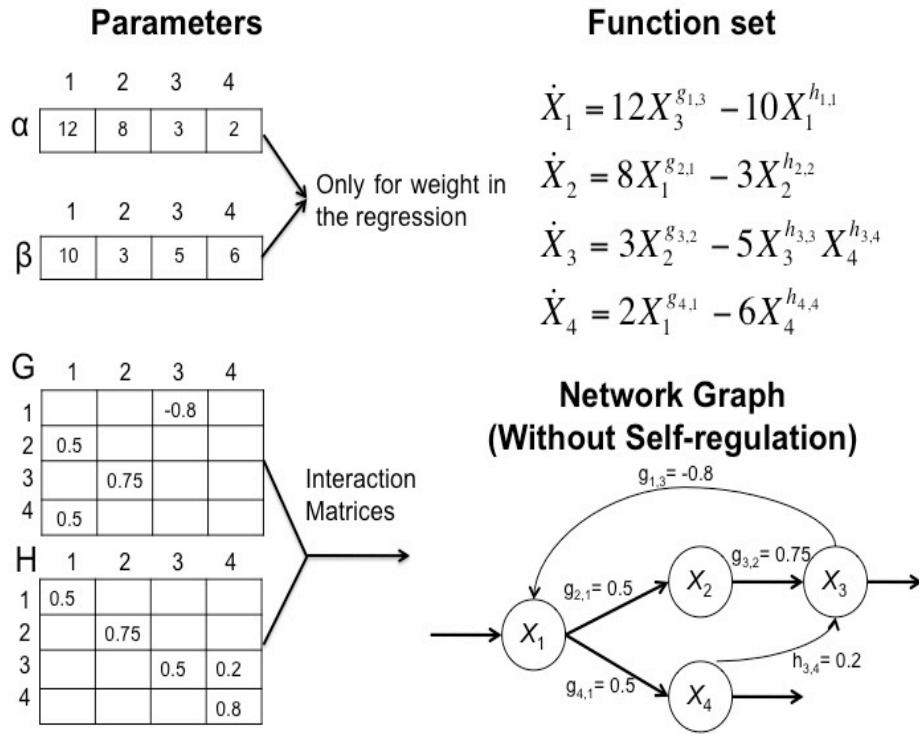 Parameters
1 2 3 4
α 12 8 3 2
1 2 3 4
β 10 3 5 6
Only for weight in
the regression
G 1 2 3 4
1 -0.8
2 0.5
3 0.75
4 0.5
H 1 2 3 4
1 0.5
2 0.75
3 0.5 0.2
4 0.8
Interaction
Matrices
Function set
Ẋ₁ = 12X₃^{g₁,₃} − 10X₁^{h₁,₁}
Ẋ₂ = 8X₁^{g₂,₁} − 3X₂^{h₂,₂}
Ẋ₃ = 3X₂^{g₃,₂} − 5X₃^{h₃,₃} X₄^{h₃,₄}
Ẋ₄ = 2X₁^{g₄,₁} − 6X₄^{h₄,₄}
Network Graph
(Without Self-regulation)
g₁,₃= -0.8
g₃,₂= 0.75
g₂,₁= 0.5
X₂
X₃
X₁
h₃,₄= 0.2
g₄,₁= 0.5
X₄